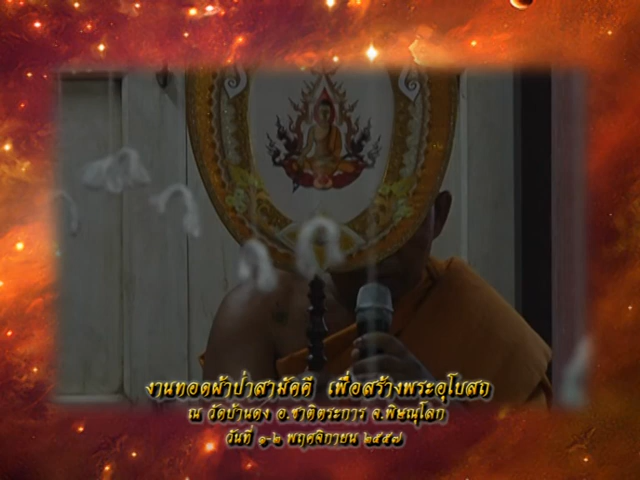 งานทอดผ้าป่าสามัคคี เพื่อสร้างพระอุโบสถ
ณ วัดบ้านดง อ.ชาติตระการ จ.พิษณุโลก
วันที่ ๑-๒ พฤศจิกายน ๒๕๕๗